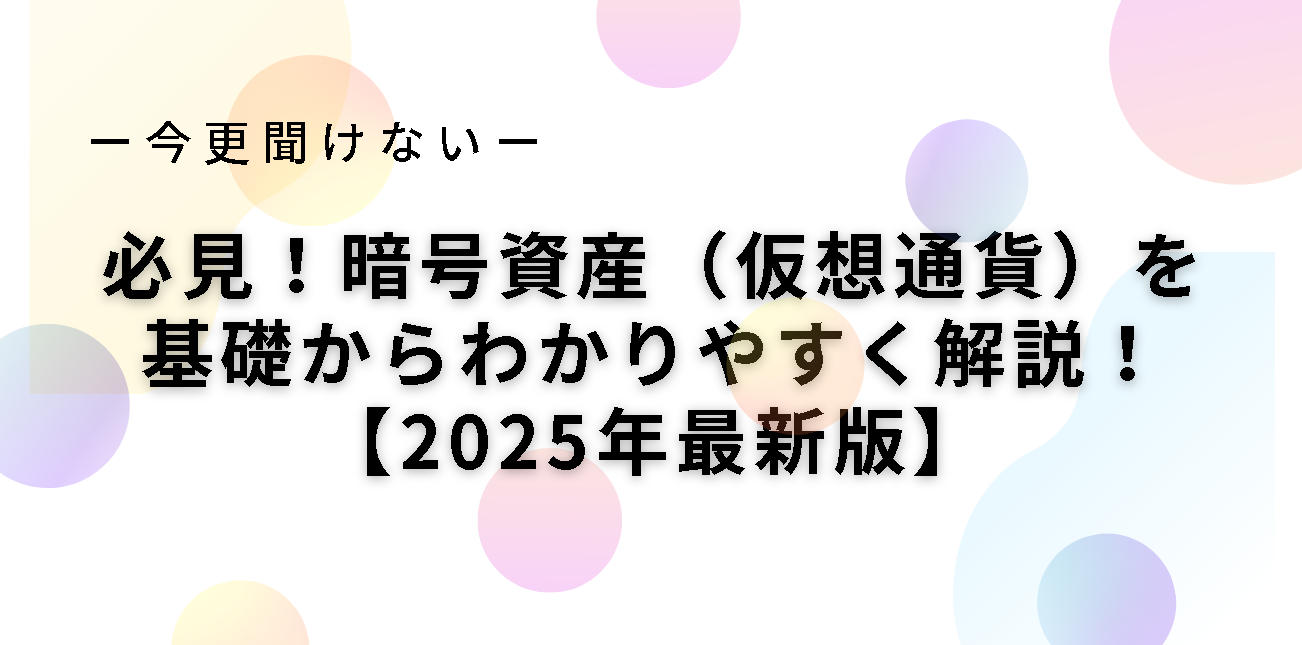 ー今更聞けないー
必見！暗号資産（仮想通貨）を
基礎からわかりやすく解説！
【2025年最新版】